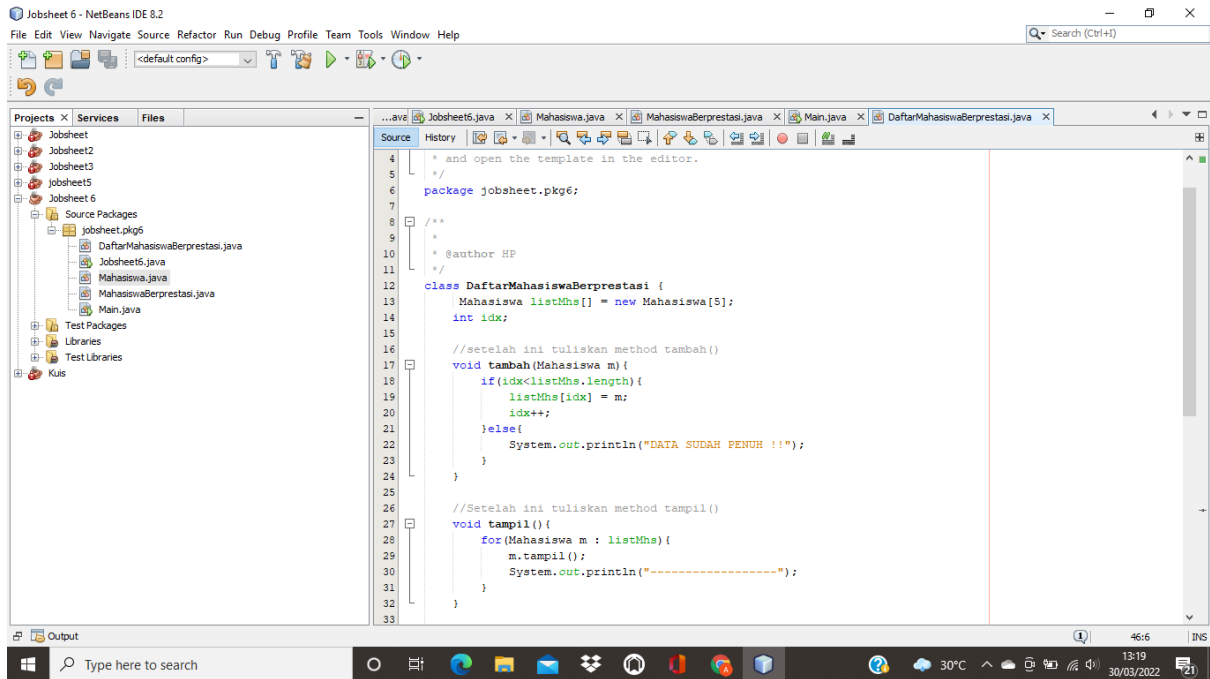 Jobsheet 6 - NetBeans IDE 8.2
File Edit View Navigate Source Refactor Run Debug Profile Team Tools Window Help
Search (Ctrl+I)
<default config>
Projects Services Files
Jobsheet
Jobsheet2
Jobsheet3
jobsheet5
Jobsheet 6
Source Packages
jobsheet.pkg6
DaftarMahasiswaBerprestasi.java
Jobsheet6.java
Mahasiswa.java
MahasiswaBerprestasi.java
Main.java
Test Packages
Libraries
Test Libraries
Kuis
...ava Jobsheet6.java Mahasiswa.java MahasiswaBerprestasi.java Main.java DaftarMahasiswaBerprestasi.java
Source History
4 * and open the template in the editor.
5 */
6 package jobsheet.pkg6;
7
8 /**
9 *
10 * @author HP
11 */
12 class DaftarMahasiswaBerprestasi {
13 Mahasiswa listMhs[] = new Mahasiswa[5];
14 int idx;
15
16 //setelah ini tuliskan method tambah()
17 void tambah(Mahasiswa m){
18 if(idx<listMhs.length){
19 listMhs[idx] = m;
20 idx++;
21 }else{
22 System.out.println("DATA SUDAH PENUH !!");
23 }
24 }
25
26 //Setelah ini tuliskan method tampil()
27 void tampil(){
28 for(Mahasiswa m : listMhs){
29 m.tampil();
30 System.out.println("------------------");
31 }
32 }
33
Output
1 46:6 INS
Type here to search
30°C
13:19
30/03/2022
21